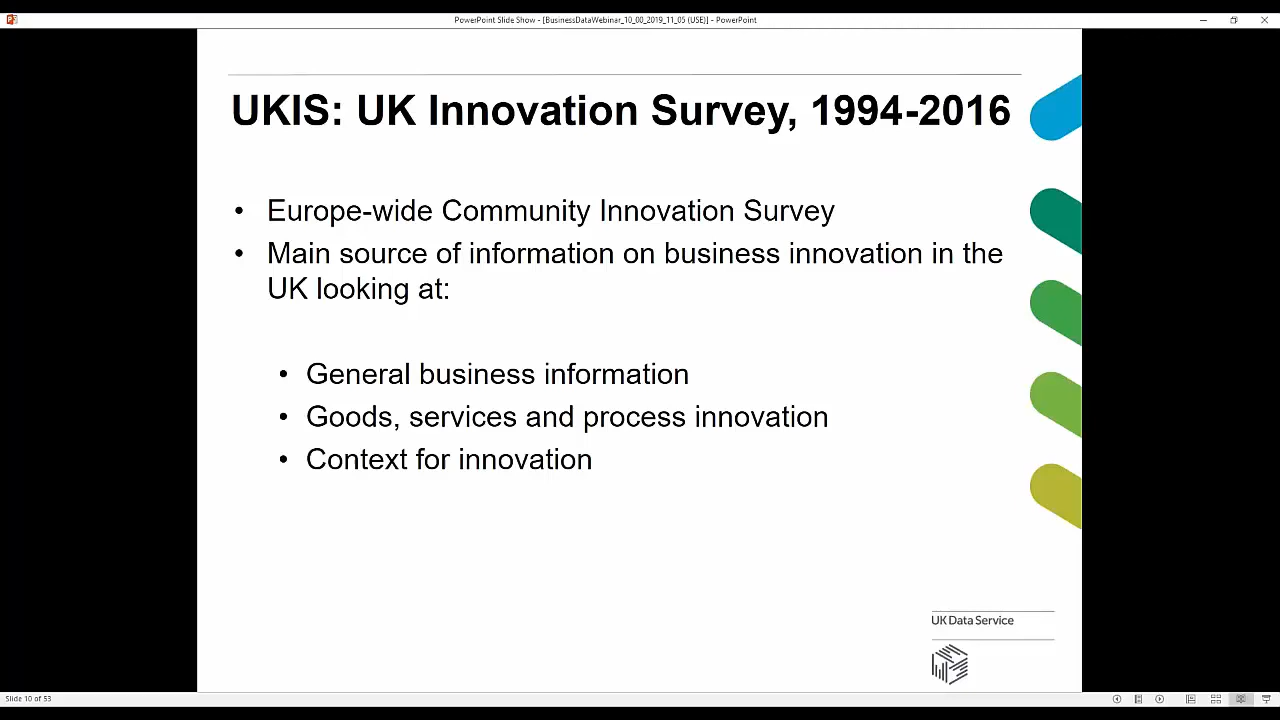 PowerPoint Slide Show - [BusinessDataWebinar_10_00_2019_11_05 (USE)] - PowerPoint
UKIS: UK Innovation Survey, 1994-2016
• Europe-wide Community Innovation Survey
• Main source of information on business innovation in the
UK looking at:
• General business information
• Goods, services and process innovation
• Context for innovation
UK Data Service
Slide 10 of 53